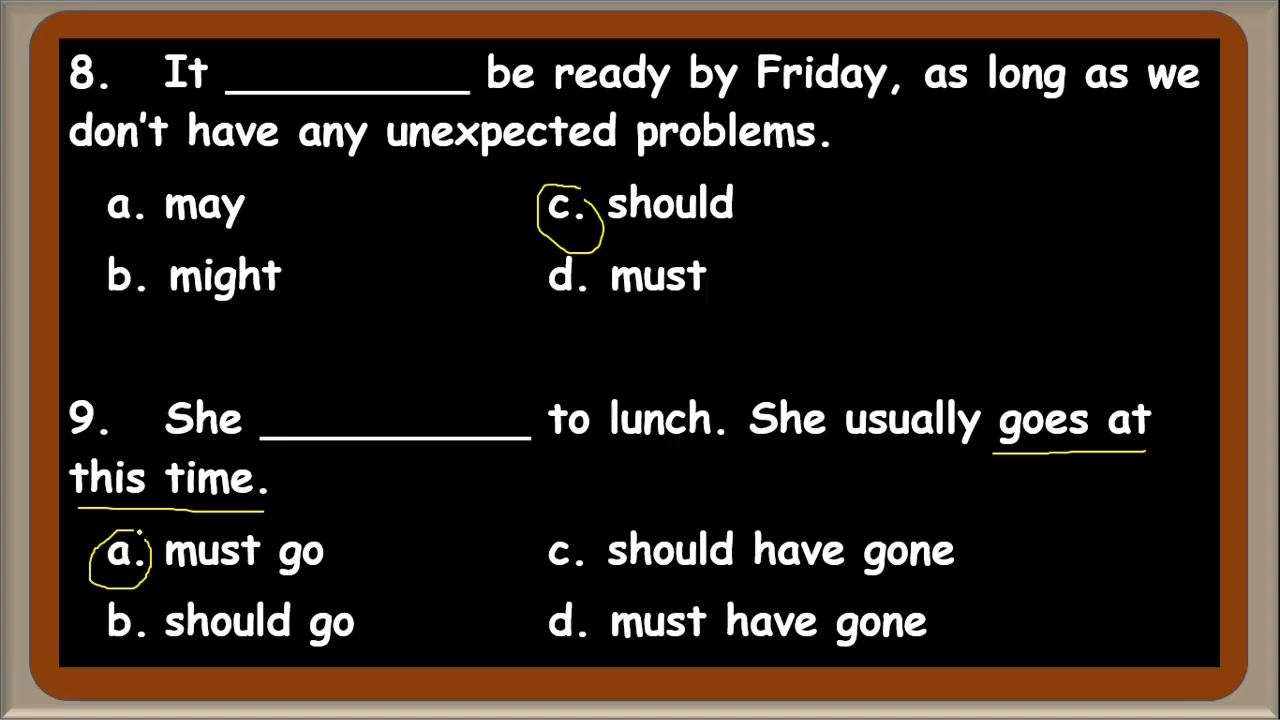 8. It __________ be ready by Friday, as long as we
don't have any unexpected problems.
a. may c. should
b. might d. must
9. She ___________ to lunch. She usually goes at
this time.
a. must go c. should have gone
b. should go d. must have gone